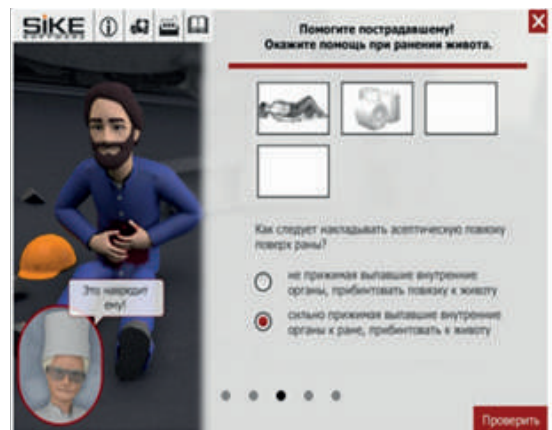 SIKE
SOFTWARE
Помогите пострадавшему!
Окажите помощь при ранении живота.
Как следует накладывать асептическую повязку
поверх раны?
не прижимая выпавшие внутренние
органы, прибинтовать повязку к животу
сильно прижимая выпавшие внутренние
органы к ране, прибинтовать к животу
Это навредит
ему!
Проверить